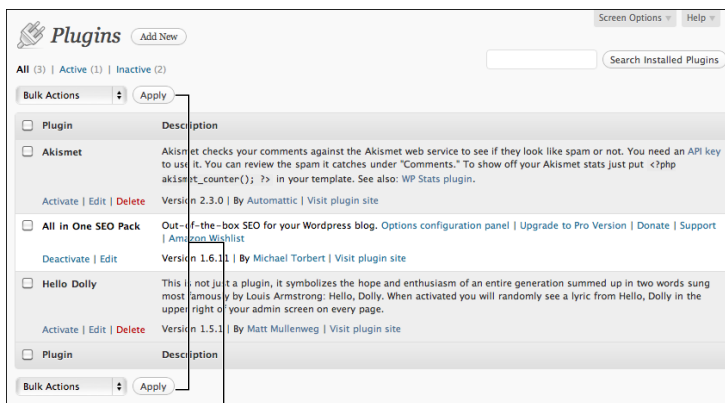 Screen Options Help
Plugins Add New
Search Installed Plugins
All (3) | Active (1) | Inactive (2)
Bulk Actions Apply
Plugin Description
Akismet Akismet checks your comments against the Akismet web service to see if they look like spam or not. You need an API key
to use it. You can review the spam it catches under "Comments." To show off your Akismet stats just put <?php
akismet_counter(); ?> in your template. See also: WP Stats plugin.
Activate | Edit | Delete Version 2.3.0 | By Automattic | Visit plugin site
All in One SEO Pack Out-of-the-box SEO for your Wordpress blog. Options configuration panel | Upgrade to Pro Version | Donate | Support
| Amazon Wishlist
Deactivate | Edit Version 1.6.11 | By Michael Torbert | Visit plugin site
Hello Dolly This is not just a plugin, it symbolizes the hope and enthusiasm of an entire generation summed up in two words sung
most famously by Louis Armstrong: Hello, Dolly. When activated you will randomly see a lyric from Hello, Dolly in the
upper right of your admin screen on every page.
Activate | Edit | Delete Version 1.5.1 | By Matt Mullenweg | Visit plugin site
Plugin Description
Bulk Actions Apply